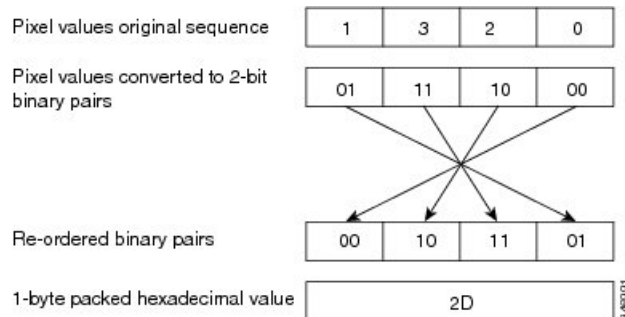 Pixel values original sequence 1 3 2 0
Pixel values converted to 2-bit
binary pairs 01 11 10 00
Re-ordered binary pairs 00 10 11 01
1-byte packed hexadecimal value 2D